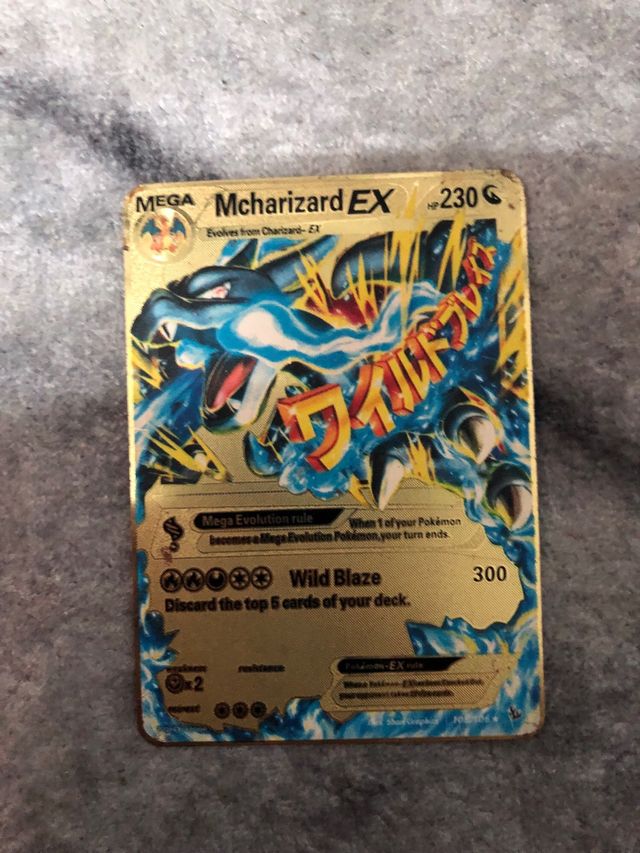 MEGA Mcharizard EX HP 230
Evolves from Charizard-EX
ワイルドブレイズ
Mega Evolution rule When 1 of your Pokémon
becomes a Mega Evolution Pokémon, your turn ends.
Wild Blaze 300
Discard the top 5 cards of your deck.
weakness resistance
×2
Pokémon-EX rule
retreat